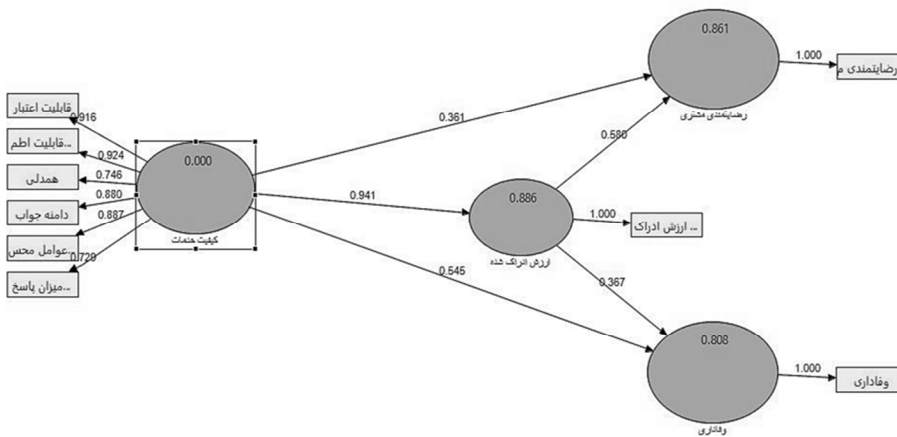 قابلیت اعتبار
0.916
قابلیت اطم...
0.924
همدلی
0.746
دامنه جواب
0.880
عوامل محس...
0.887
میزان پاسخ...
0.720
0.000
کیفیت خدمات
0.361
0.941
0.545
0.886
ارزش ادراک شده
1.000
ارزش ادراک ...
0.580
0.367
0.861
رضایتمندی مشتری
1.000
رضایتمندی م
0.808
وفاداری
1.000
وفاداری